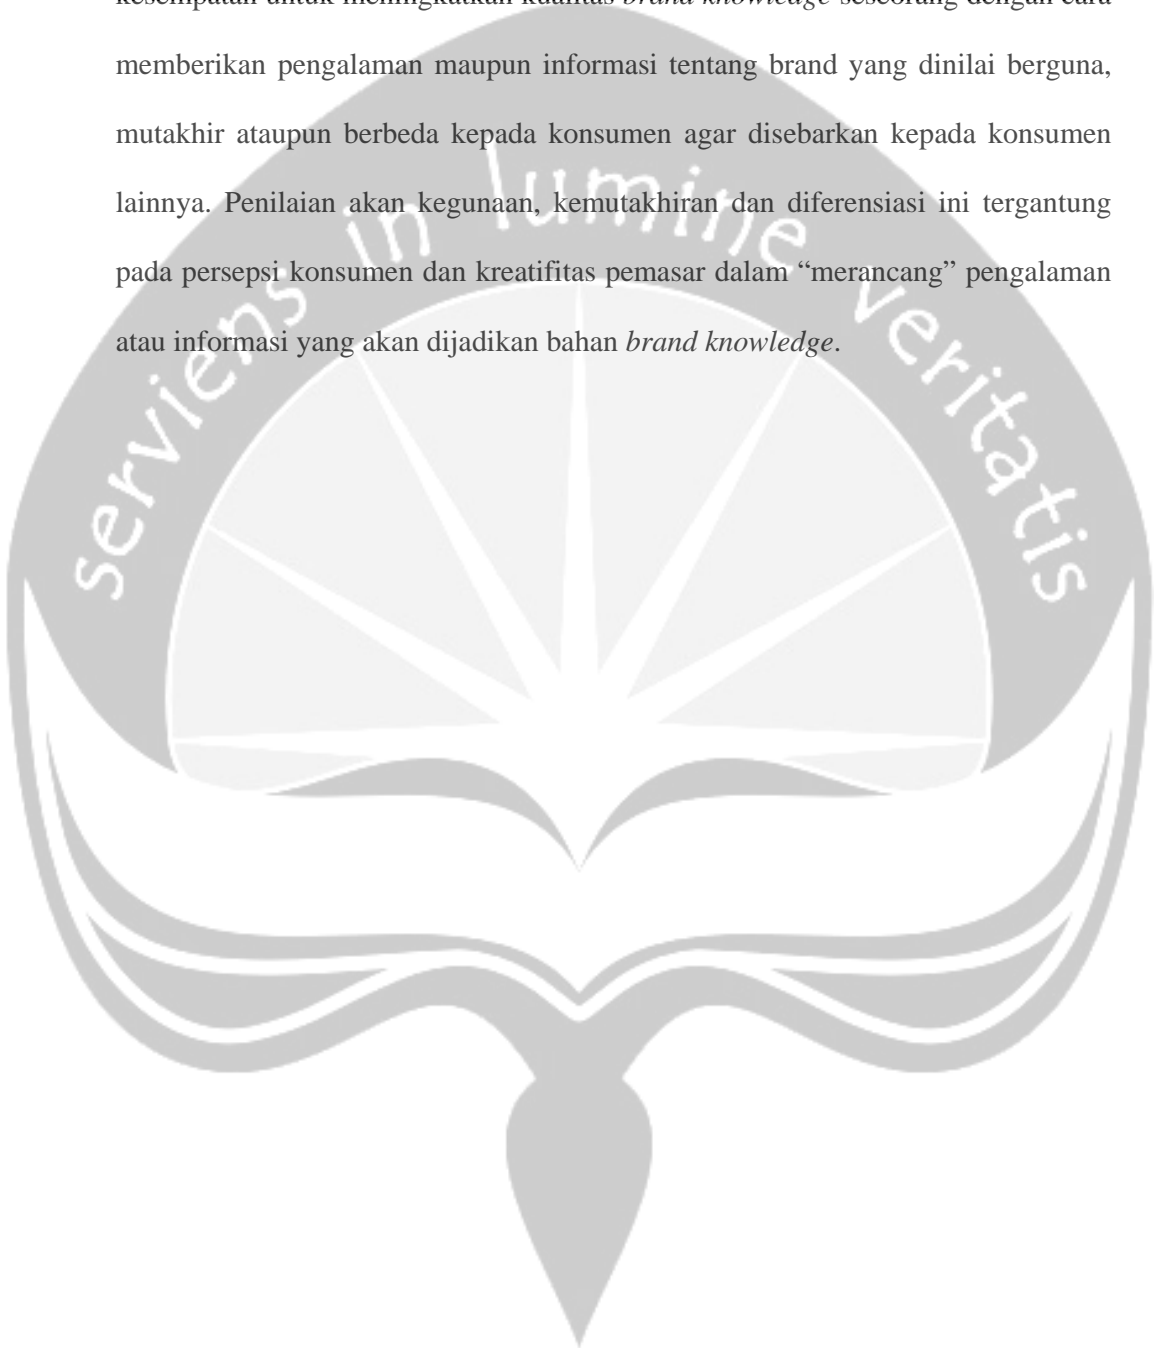 kesempatan untuk meningkatkan kualitas brand knowledge seseorang dengan cara
memberikan pengalaman maupun informasi tentang brand yang dinilai berguna,
mutakhir ataupun berbeda kepada konsumen agar disebarkan kepada konsumen
lainnya. Penilaian akan kegunaan, kemutakhiran dan diferensiasi ini tergantung
pada persepsi konsumen dan kreatifitas pemasar dalam “merancang” pengalaman
atau informasi yang akan dijadikan bahan brand knowledge.
serviens in lumine veritatis